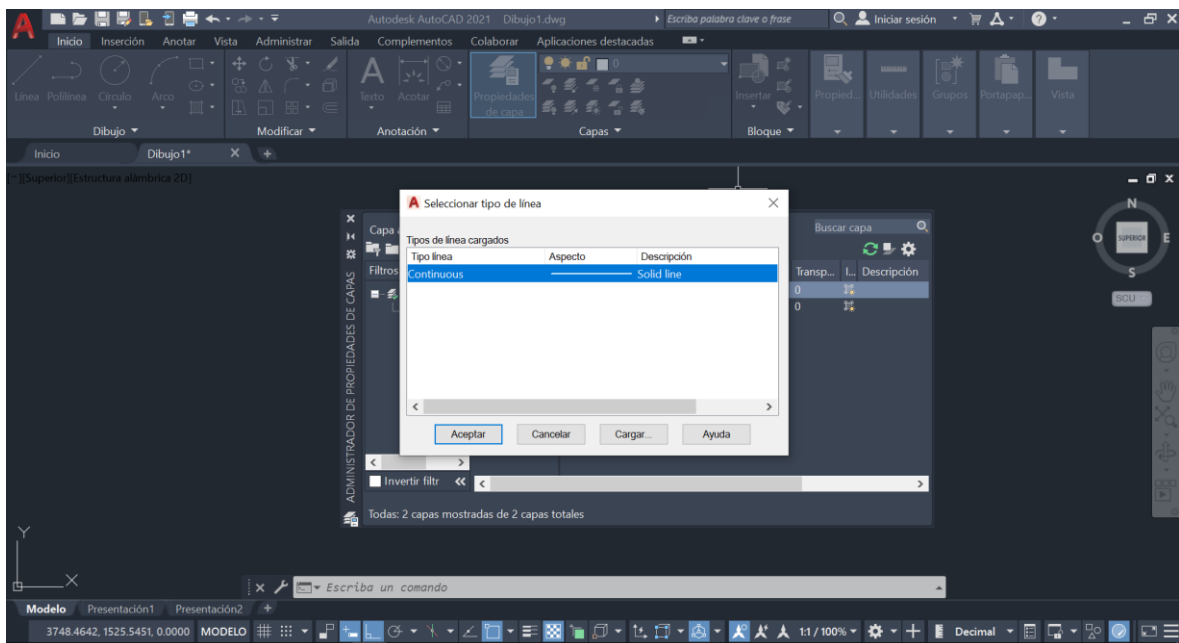 Autodesk AutoCAD 2021 Dibujo1.dwg Escriba palabra clave o frase Iniciar sesión
Inicio Inserción Anotar Vista Administrar Salida Complementos Colaborar Aplicaciones destacadas
0
Línea Polilínea Círculo Arco Texto Acotar Propiedades de capa Insertar Propied... Utilidades Grupos Portapap... Vista
Dibujo Modificar Anotación Capas Bloque
Inicio Dibujo1* +
[−][Superior][Estructura alámbrica 2D]
N
O SUPERIOR E
S
SCU
Seleccionar tipo de línea
Tipos de línea cargados
Tipo línea Aspecto Descripción
Continuous Solid line
Aceptar Cancelar Cargar... Ayuda
Capa
Buscar capa
Filtros
Transp... I... Descripción
0
0
ADMINISTRADOR DE PROPIEDADES DE CAPAS
Invertir filtr
Todas: 2 capas mostradas de 2 capas totales
Y
X
Escriba un comando
Modelo Presentación1 Presentación2 +
3748.4642, 1525.5451, 0.0000 MODELO 1:1 / 100% Decimal